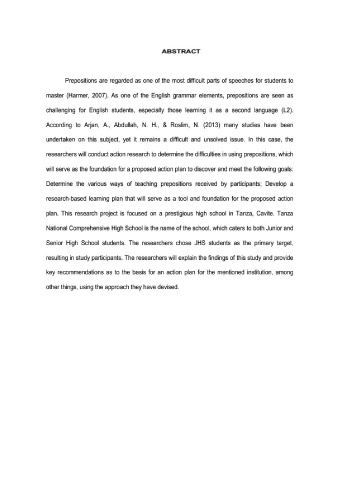 ABSTRACT
Prepositions are regarded as one of the most difficult parts of speeches for students to
master (Harmer, 2007). As one of the English grammar elements, prepositions are seen as
challenging for English students, especially those learning it as a second language (L2).
According to Arjan, A., Abdullah, N. H., & Roslim, N. (2013) many studies have been
undertaken on this subject, yet it remains a difficult and unsolved issue. In this case, the
researchers will conduct action research to determine the difficulties in using prepositions, which
will serve as the foundation for a proposed action plan to discover and meet the following goals:
Determine the various ways of teaching prepositions received by participants; Develop a
research-based learning plan that will serve as a tool and foundation for the proposed action
plan. This research project is focused on a prestigious high school in Tanza, Cavite. Tanza
National Comprehensive High School is the name of the school, which caters to both Junior and
Senior High School students. The researchers chose JHS students as the primary target,
resulting in study participants. The researchers will explain the findings of this study and provide
key recommendations as to the basis for an action plan for the mentioned institution, among
other things, using the approach they have devised.